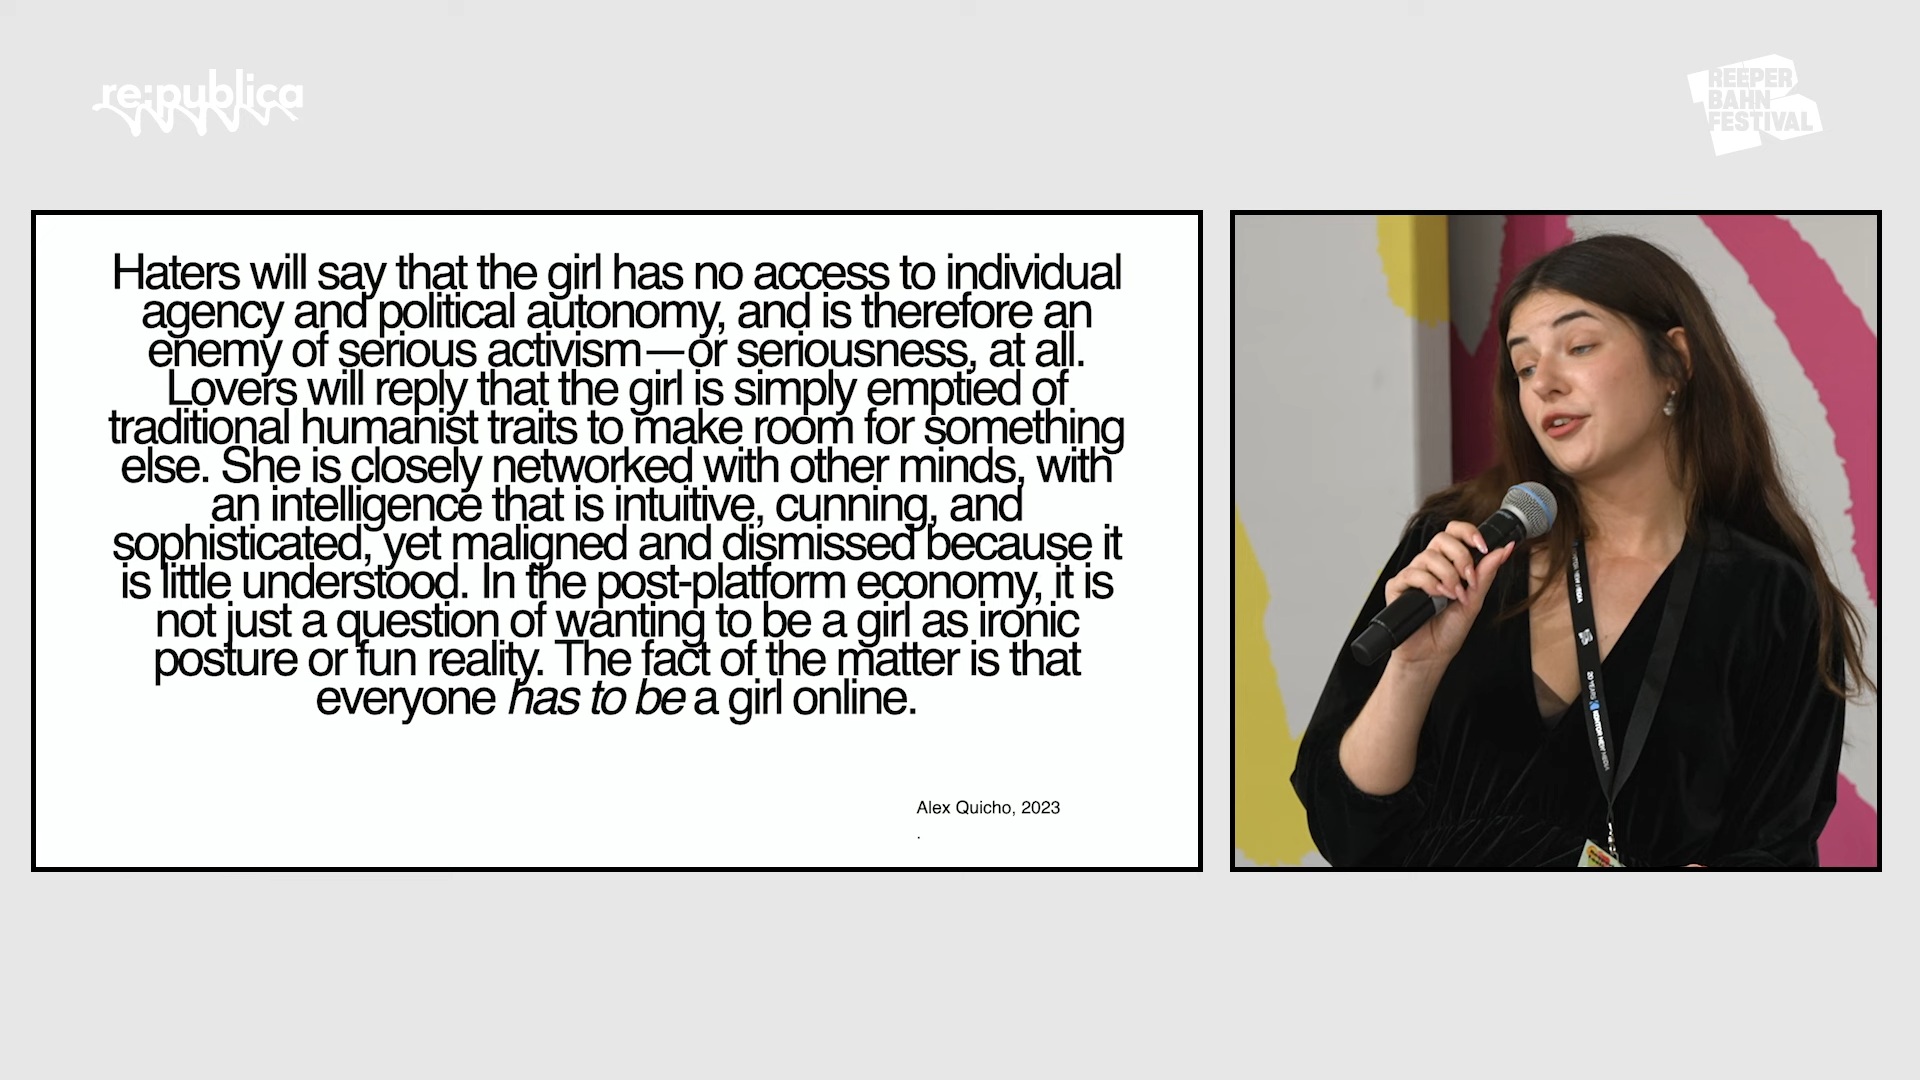 re:publica
REEPER
BAHN
FESTIVAL
Haters will say that the girl has no access to individual
agency and political autonomy, and is therefore an
enemy of serious activism—or seriousness, at all.
Lovers will reply that the girl is simply emptied of
traditional humanist traits to make room for something
else. She is closely networked with other minds, with
an intelligence that is intuitive, cunning, and
sophisticated, yet maligned and dismissed because it
is little understood. In the post-platform economy, it is
not just a question of wanting to be a girl as ironic
posture or fun reality. The fact of the matter is that
everyone has to be a girl online.
Alex Quicho, 2023
.
20 YEARS
KONTOR NEW MEDIA